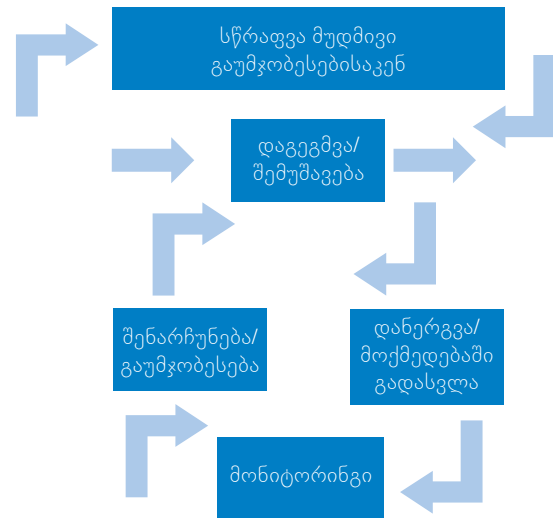 სწრაფვა მუდმივი
გაუმჯობესებისაკენ
დაგეგმვა/
შემუშავება
შენარჩუნება/
გაუმჯობესება
დანერგვა/
მოქმედებაში
გადასვლა
მონიტორინგი